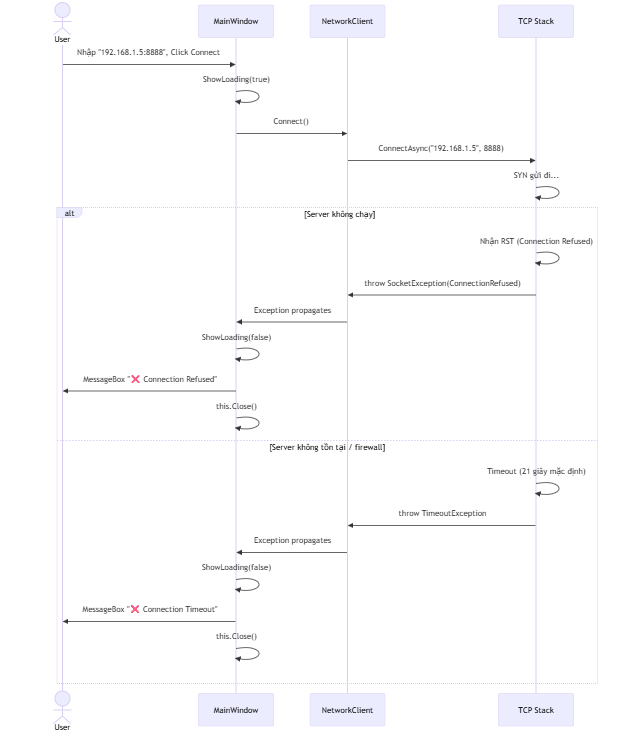 MainWindow
NetworkClient
TCP Stack
User
Nhập "192.168.1.5:8888", Click Connect
ShowLoading(true)
Connect()
ConnectAsync("192.168.1.5", 8888)
SYN gửi đi...
alt
[Server không chạy]
Nhận RST (Connection Refused)
throw SocketException(ConnectionRefused)
Exception propagates
ShowLoading(false)
MessageBox "❌ Connection Refused"
this.Close()
[Server không tồn tại / firewall]
Timeout (21 giây mặc định)
throw TimeoutException
Exception propagates
ShowLoading(false)
MessageBox "❌ Connection Timeout"
this.Close()
MainWindow
NetworkClient
TCP Stack
User